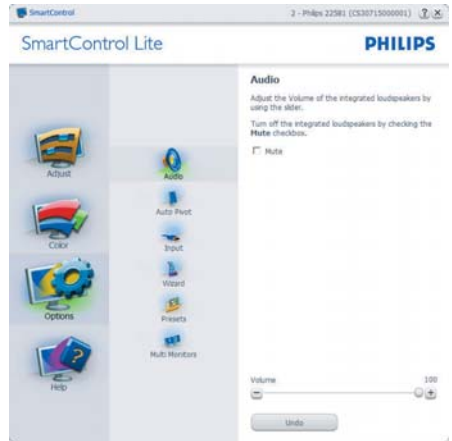 SmartControl
2 - Philips 225B1 (CS30715000001)
SmartControl Lite
PHILIPS
Adjust
Color
Options
Help
Audio
Auto Pivot
Input
Wizard
Presets
Multi Monitors
Audio
Adjust the Volume of the integrated loudspeakers by
using the slider.
Turn off the integrated loudspeakers by checking the
Mute checkbox.
Mute
Volume 100
Undo